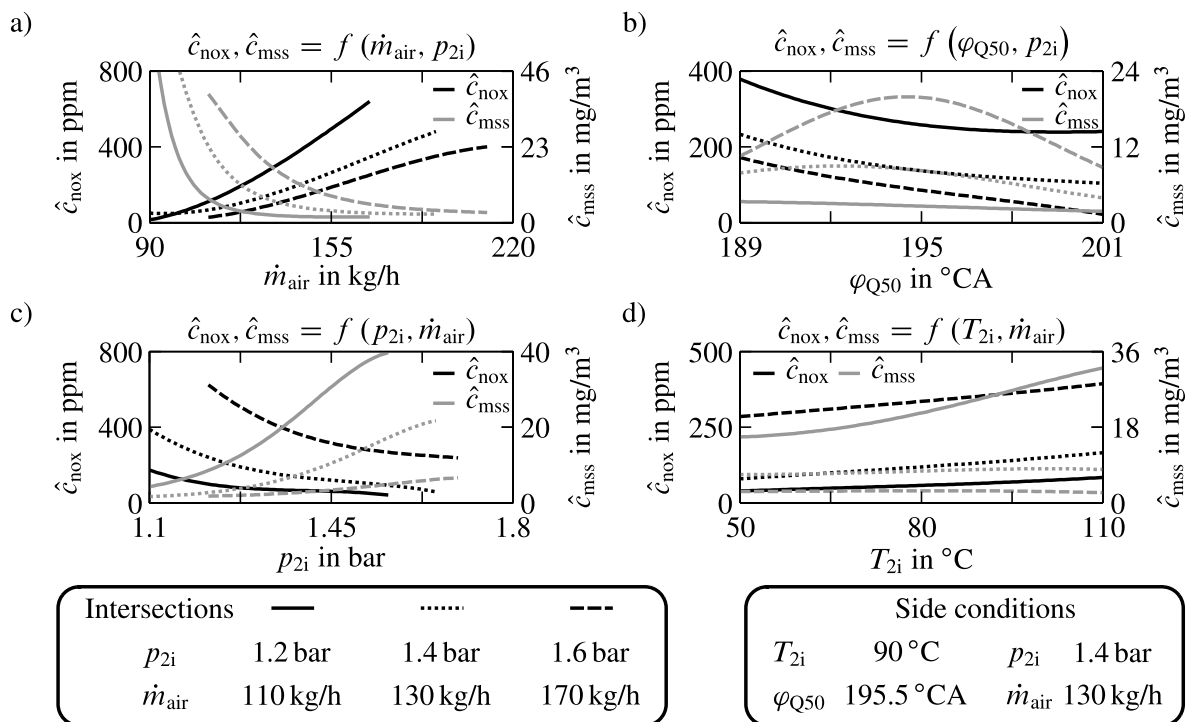 a)
ĉnox, ĉmss = f (ṁair, p2i)
ĉnox in ppm
800
400
0
46
23
0
ĉmss in mg/m³
ĉnox
ĉmss
90
155
220
ṁair in kg/h
b)
ĉnox, ĉmss = f (φQ50, p2i)
ĉnox in ppm
400
200
0
24
12
0
ĉmss in mg/m³
ĉnox
ĉmss
189
195
201
φQ50 in °CA
c)
ĉnox, ĉmss = f (p2i, ṁair)
ĉnox in ppm
800
400
0
40
20
0
ĉmss in mg/m³
ĉnox
ĉmss
1.1
1.45
1.8
p2i in bar
d)
ĉnox, ĉmss = f (T2i, ṁair)
ĉnox in ppm
500
250
0
36
18
0
ĉmss in mg/m³
ĉnox ĉmss
50
80
110
T2i in °C
Intersections
p2i 1.2 bar 1.4 bar 1.6 bar
ṁair 110 kg/h 130 kg/h 170 kg/h
Side conditions
T2i 90 °C p2i 1.4 bar
φQ50 195.5 °CA ṁair 130 kg/h